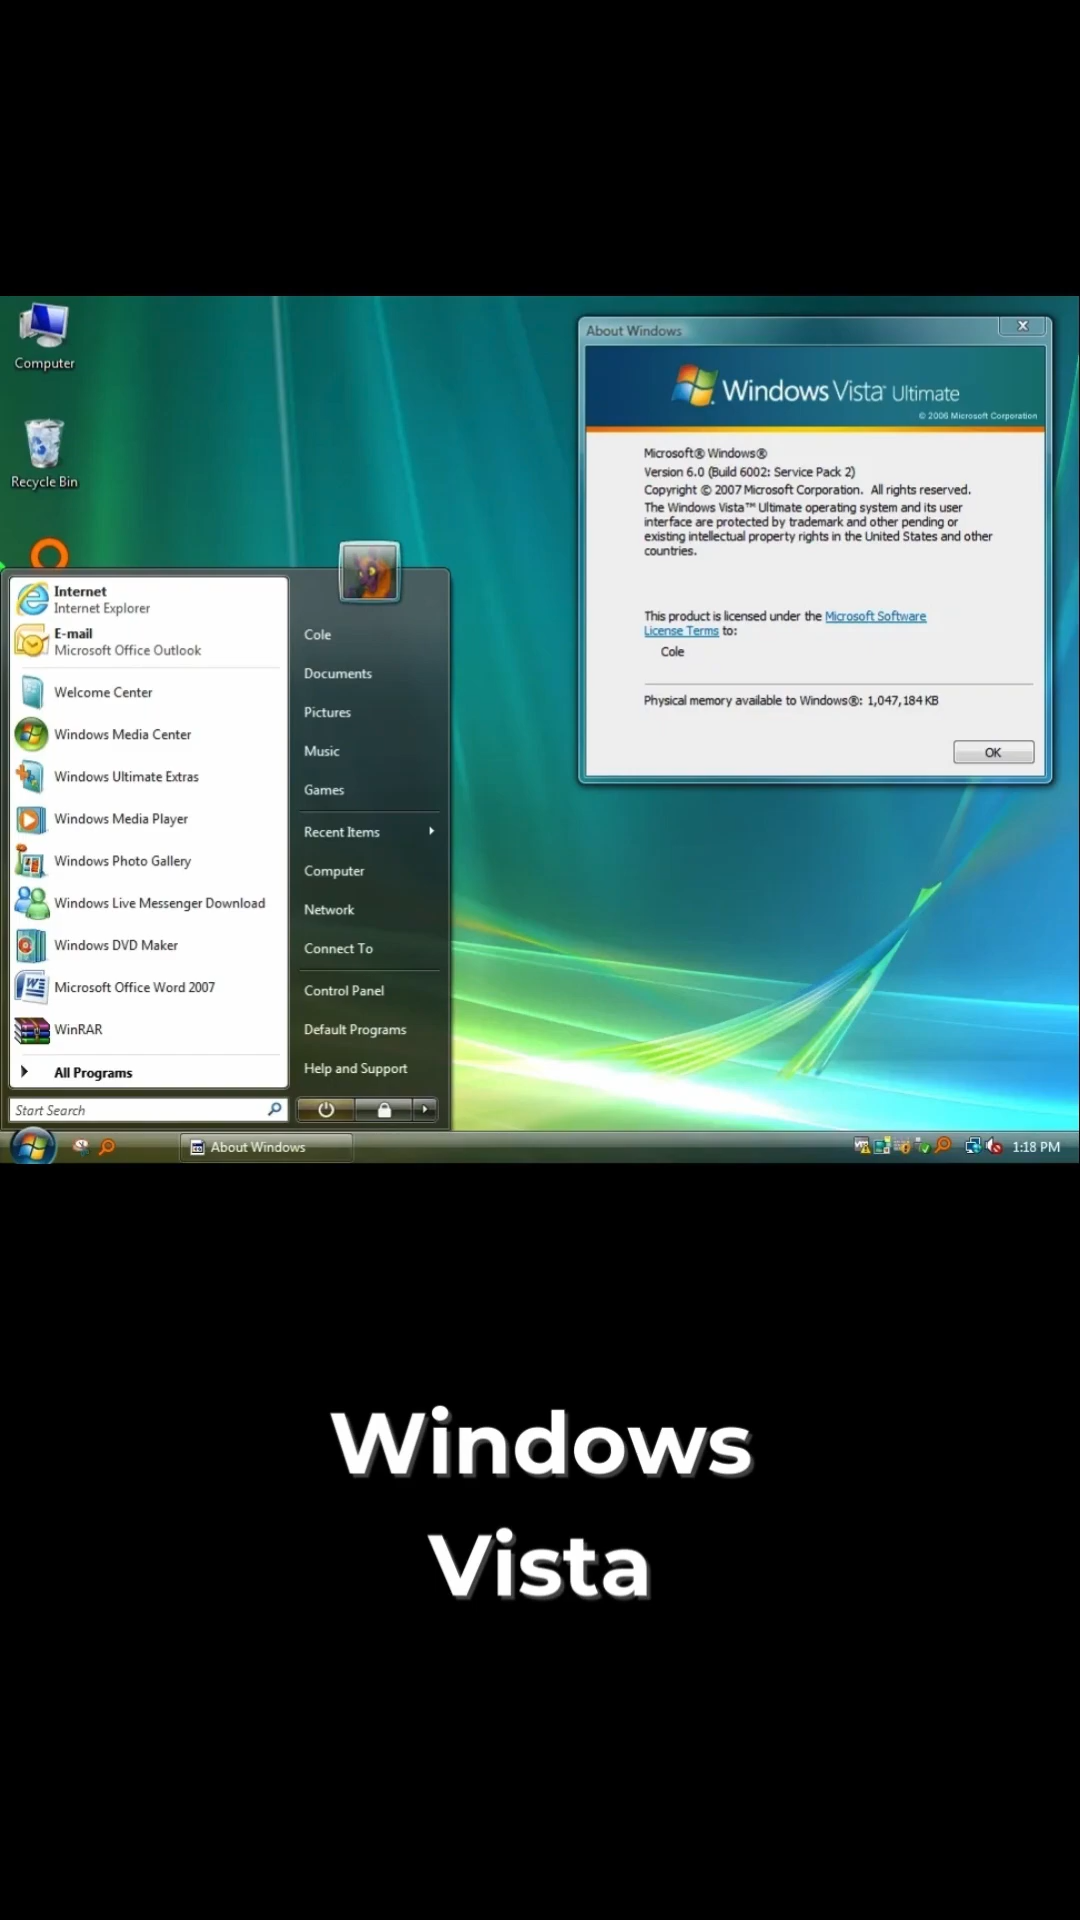 Computer
Recycle Bin
About Windows
Windows Vista™ Ultimate
© 2006 Microsoft Corporation
Microsoft® Windows®
Version 6.0 (Build 6002: Service Pack 2)
Copyright © 2007 Microsoft Corporation. All rights reserved.
The Windows Vista™ Ultimate operating system and its user
interface are protected by trademark and other pending or
existing intellectual property rights in the United States and other
countries.
This product is licensed under the Microsoft Software
License Terms to:
Cole
Physical memory available to Windows®: 1,047,184 KB
OK
Internet
Internet Explorer
E-mail
Microsoft Office Outlook
Welcome Center
Windows Media Center
Windows Ultimate Extras
Windows Media Player
Windows Photo Gallery
Windows Live Messenger Download
Windows DVD Maker
Microsoft Office Word 2007
WinRAR
All Programs
Start Search
Cole
Documents
Pictures
Music
Games
Recent Items
Computer
Network
Connect To
Control Panel
Default Programs
Help and Support
About Windows
1:18 PM
Windows
Vista